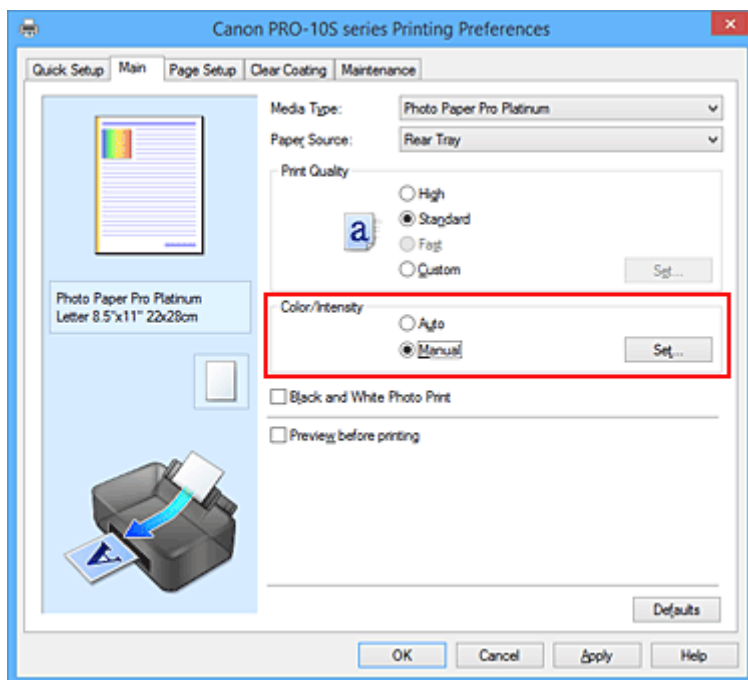 Canon PRO-10S series Printing Preferences
Quick Setup Main Page Setup Clear Coating Maintenance
Media Type: Photo Paper Pro Platinum
Paper Source: Rear Tray
Print Quality
High
a Standard
Fast
Custom Set...
Photo Paper Pro Platinum
Letter 8.5"x11" 22x28cm
Color/Intensity
Auto
Manual Set...
Black and White Photo Print
Preview before printing
A
Defaults
OK Cancel Apply Help